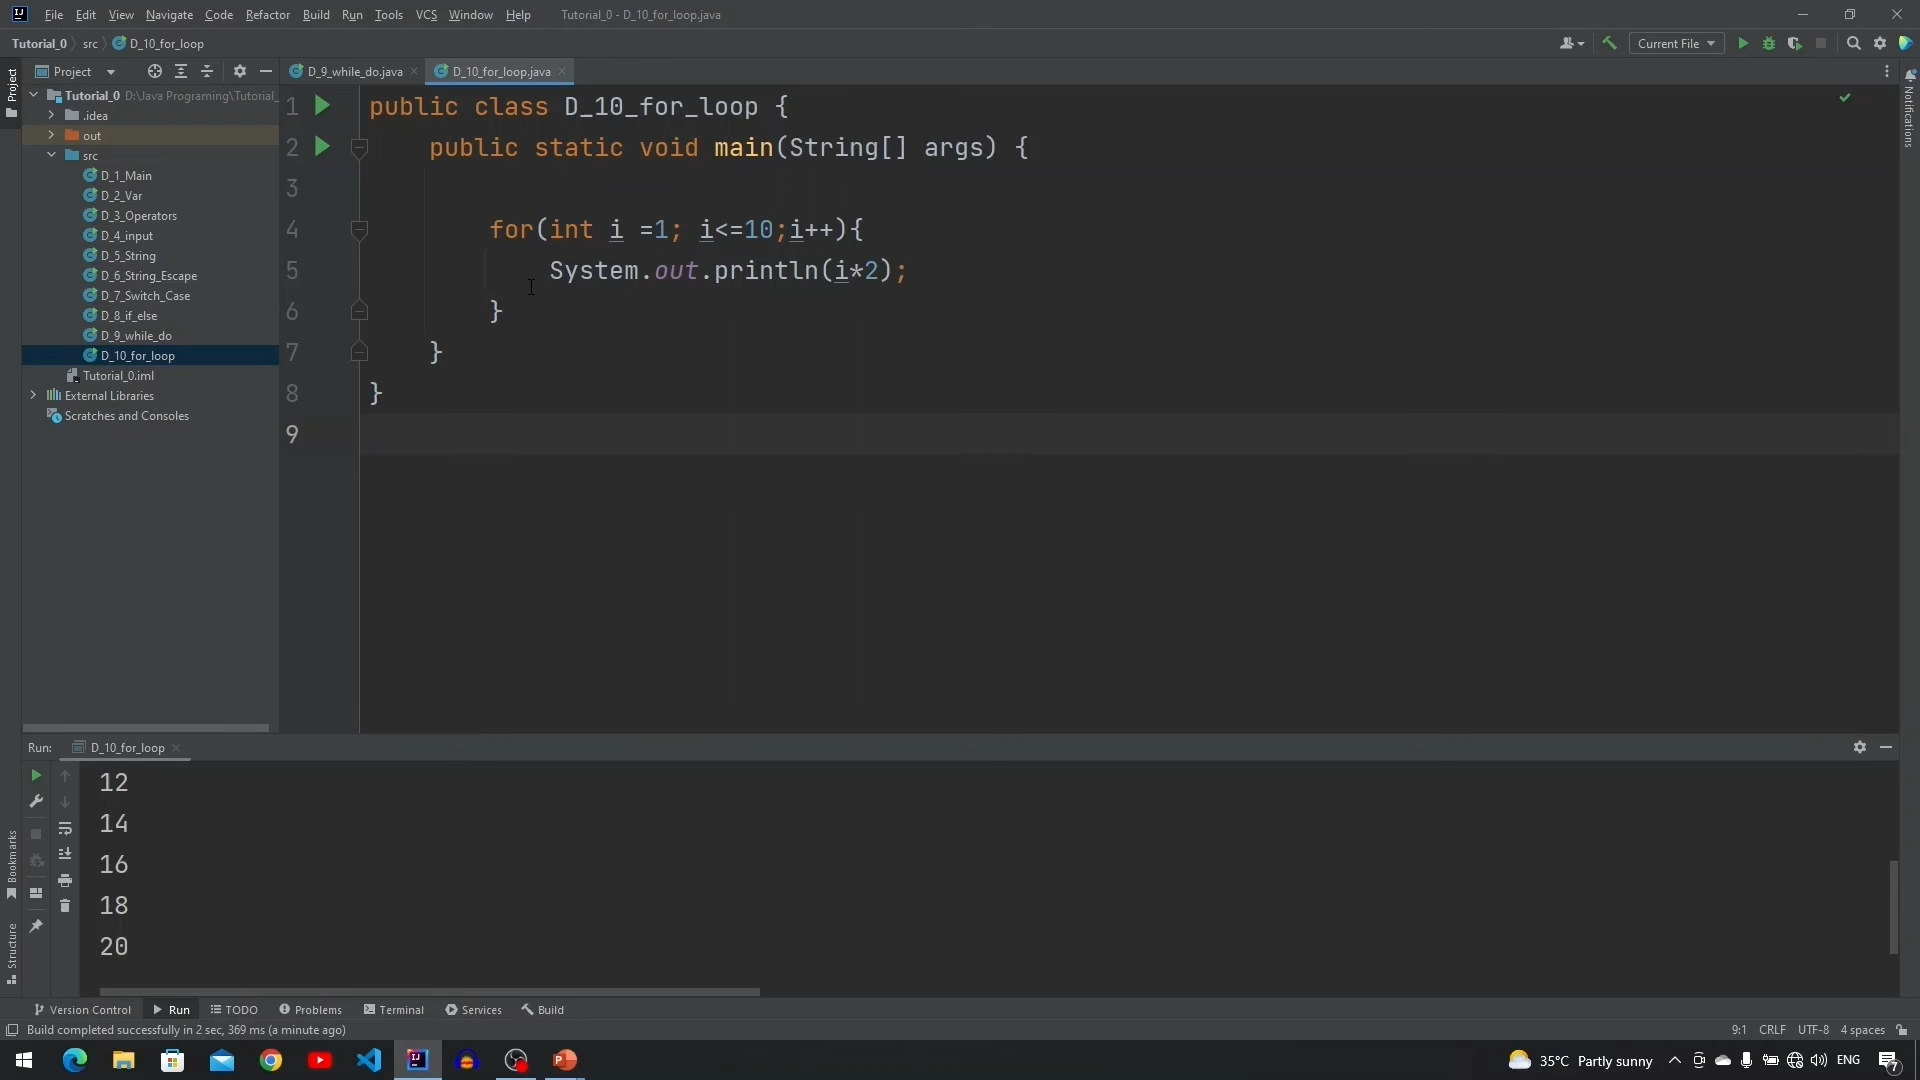 File Edit View Navigate Code Refactor Build Run Tools VCS Window Help Tutorial_0 - D_10_for_loop.java
Tutorial_0 src D_10_for_loop
Current File
Project
D_9_while_do.java
D_10_for_loop.java
Project
Notifications
Tutorial_0 D:\Java Programing\Tutorial_
.idea
out
src
D_1_Main
D_2_Var
D_3_Operators
D_4_input
D_5_String
D_6_String_Escape
D_7_Switch_Case
D_8_if_else
D_9_while_do
D_10_for_loop
Tutorial_0.iml
External Libraries
Scratches and Consoles
1 public class D_10_for_loop {
2 public static void main(String[] args) {
3
4 for(int i =1; i<=10;i++){
5 System.out.println(i*2);
6 }
7 }
8 }
9
Run: D_10_for_loop
12
14
16
18
20
Bookmarks
Structure
Version Control Run TODO Problems Terminal Services Build
Build completed successfully in 2 sec, 369 ms (a minute ago)
9:1 CRLF UTF-8 4 spaces
35°C Partly sunny
ENG
7